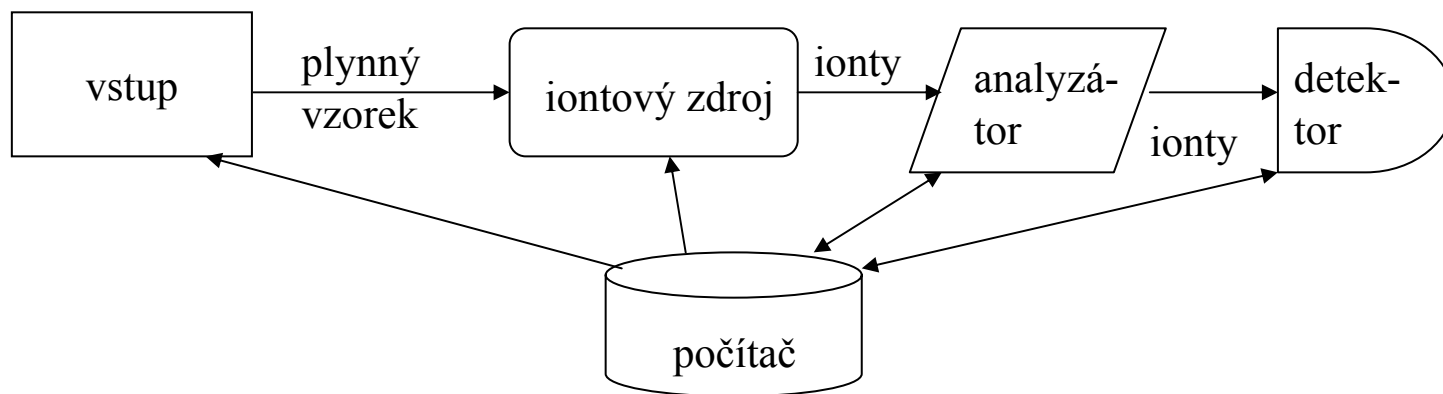 vstup
plynný
vzorek
iontový zdroj
ionty
analyzá-
tor
ionty
detek-
tor
počítač